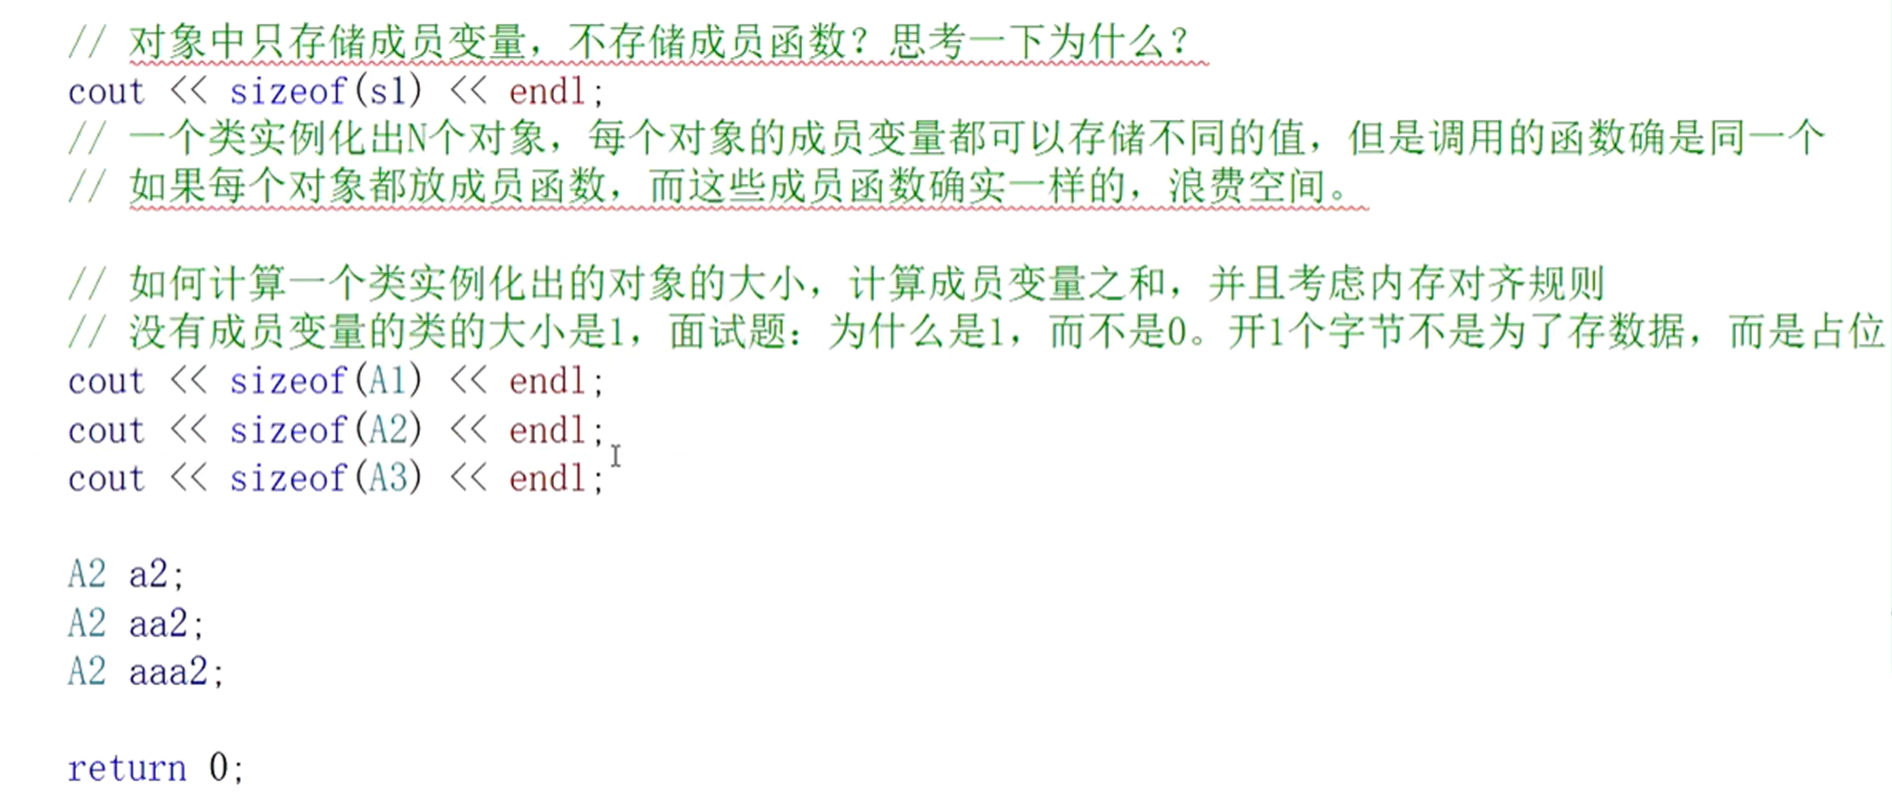 // 对象中只存储成员变量，不存储成员函数？思考一下为什么？
cout << sizeof(s1) << endl;
// 一个类实例化出N个对象，每个对象的成员变量都可以存储不同的值，但是调用的函数确是同一个
// 如果每个对象都放成员函数，而这些成员函数确实一样的，浪费空间。
// 如何计算一个类实例化出的对象的大小，计算成员变量之和，并且考虑内存对齐规则
// 没有成员变量的类的大小是1，面试题：为什么是1，而不是0。开1个字节不是为了存数据，而是占位
cout << sizeof(A1) << endl;
cout << sizeof(A2) << endl;
cout << sizeof(A3) << endl;
A2 a2;
A2 aa2;
A2 aaa2;
return 0;